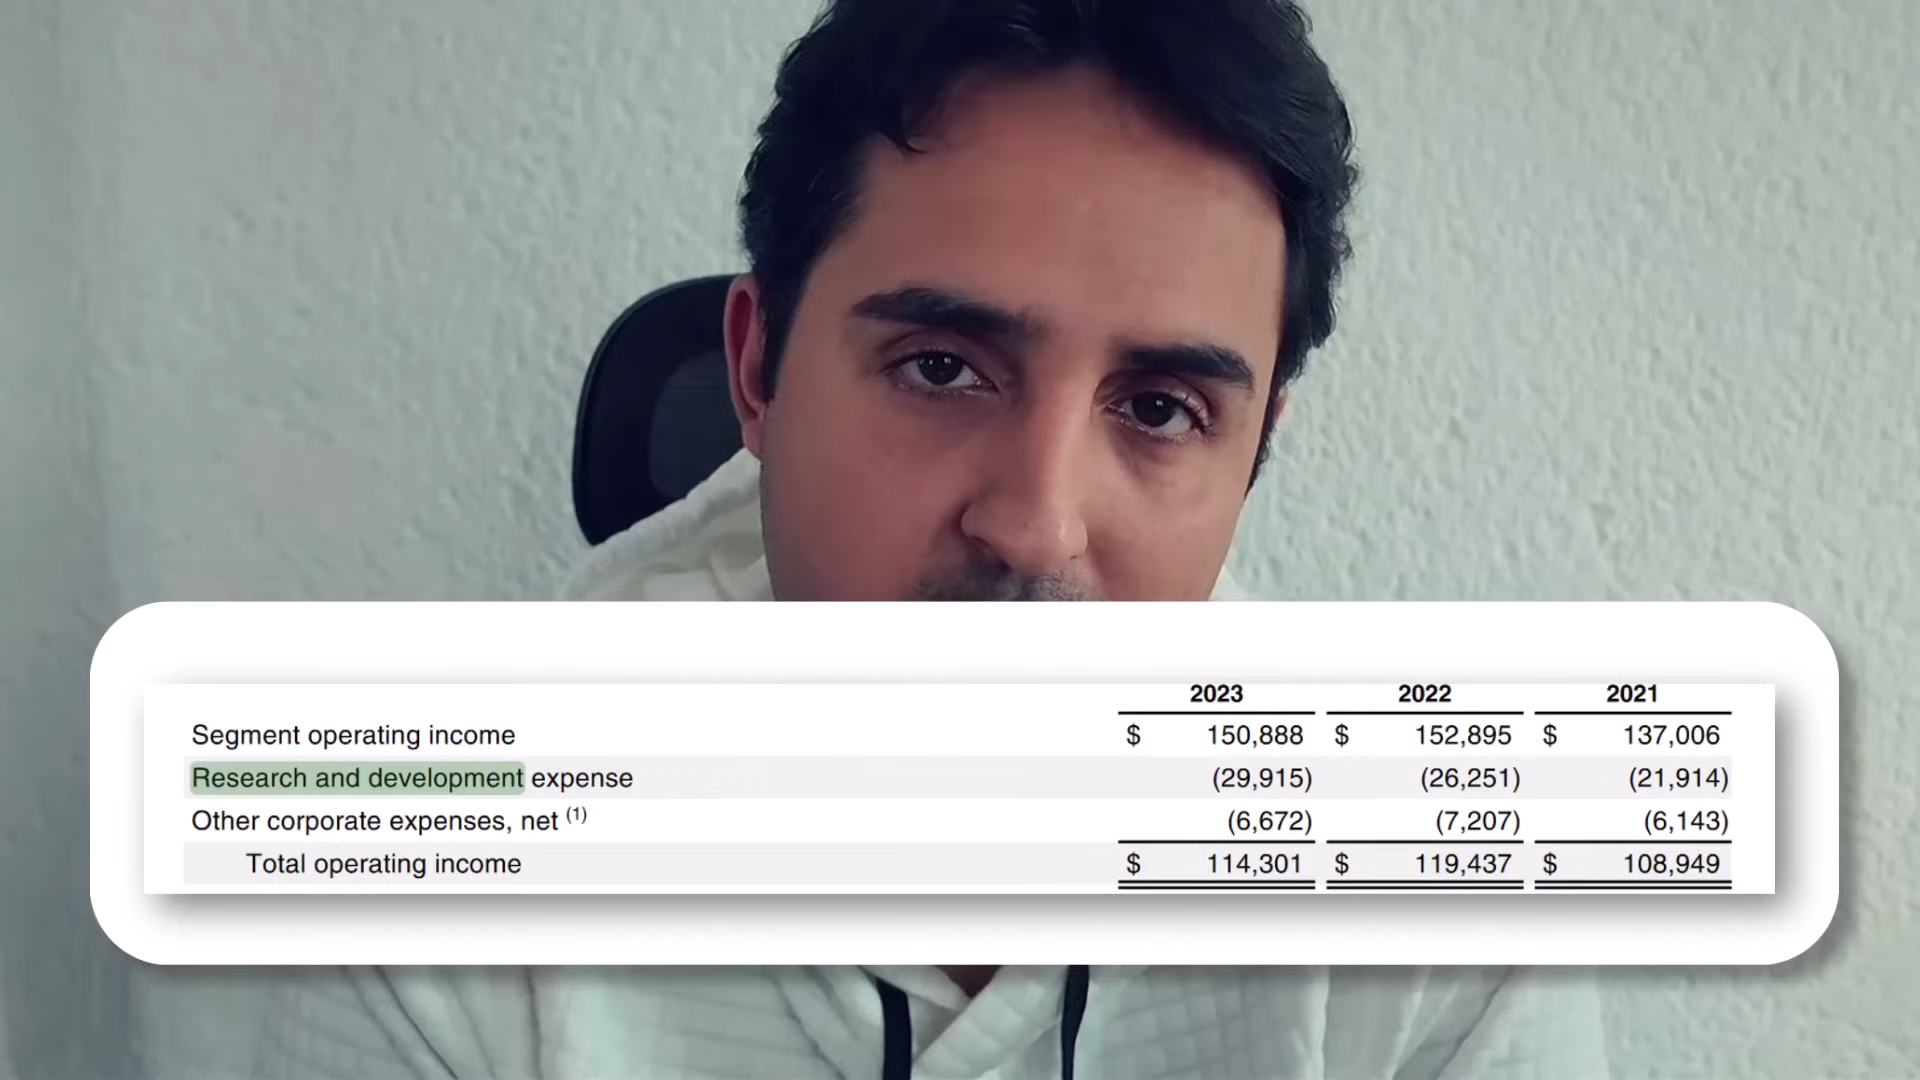 2023 2022 2021
Segment operating income $ 150,888 $ 152,895 $ 137,006
Research and development expense (29,915) (26,251) (21,914)
Other corporate expenses, net (1) (6,672) (7,207) (6,143)
Total operating income $ 114,301 $ 119,437 $ 108,949